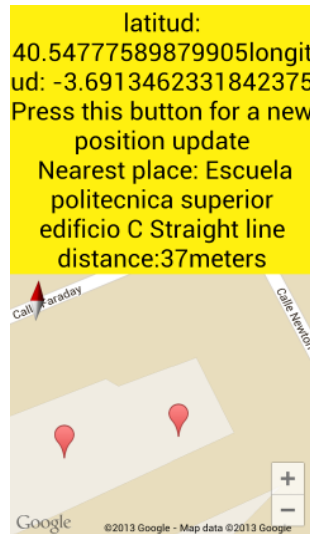 latitud:
40.54777589879905longit
ud: -3.6913462331842375
Press this button for a new
position update
Nearest place: Escuela
politecnica superior
edificio C Straight line
distance:37meters
Call Faraday
Calle Newton
+
−
Google
©2013 Google - Map data ©2013 Google